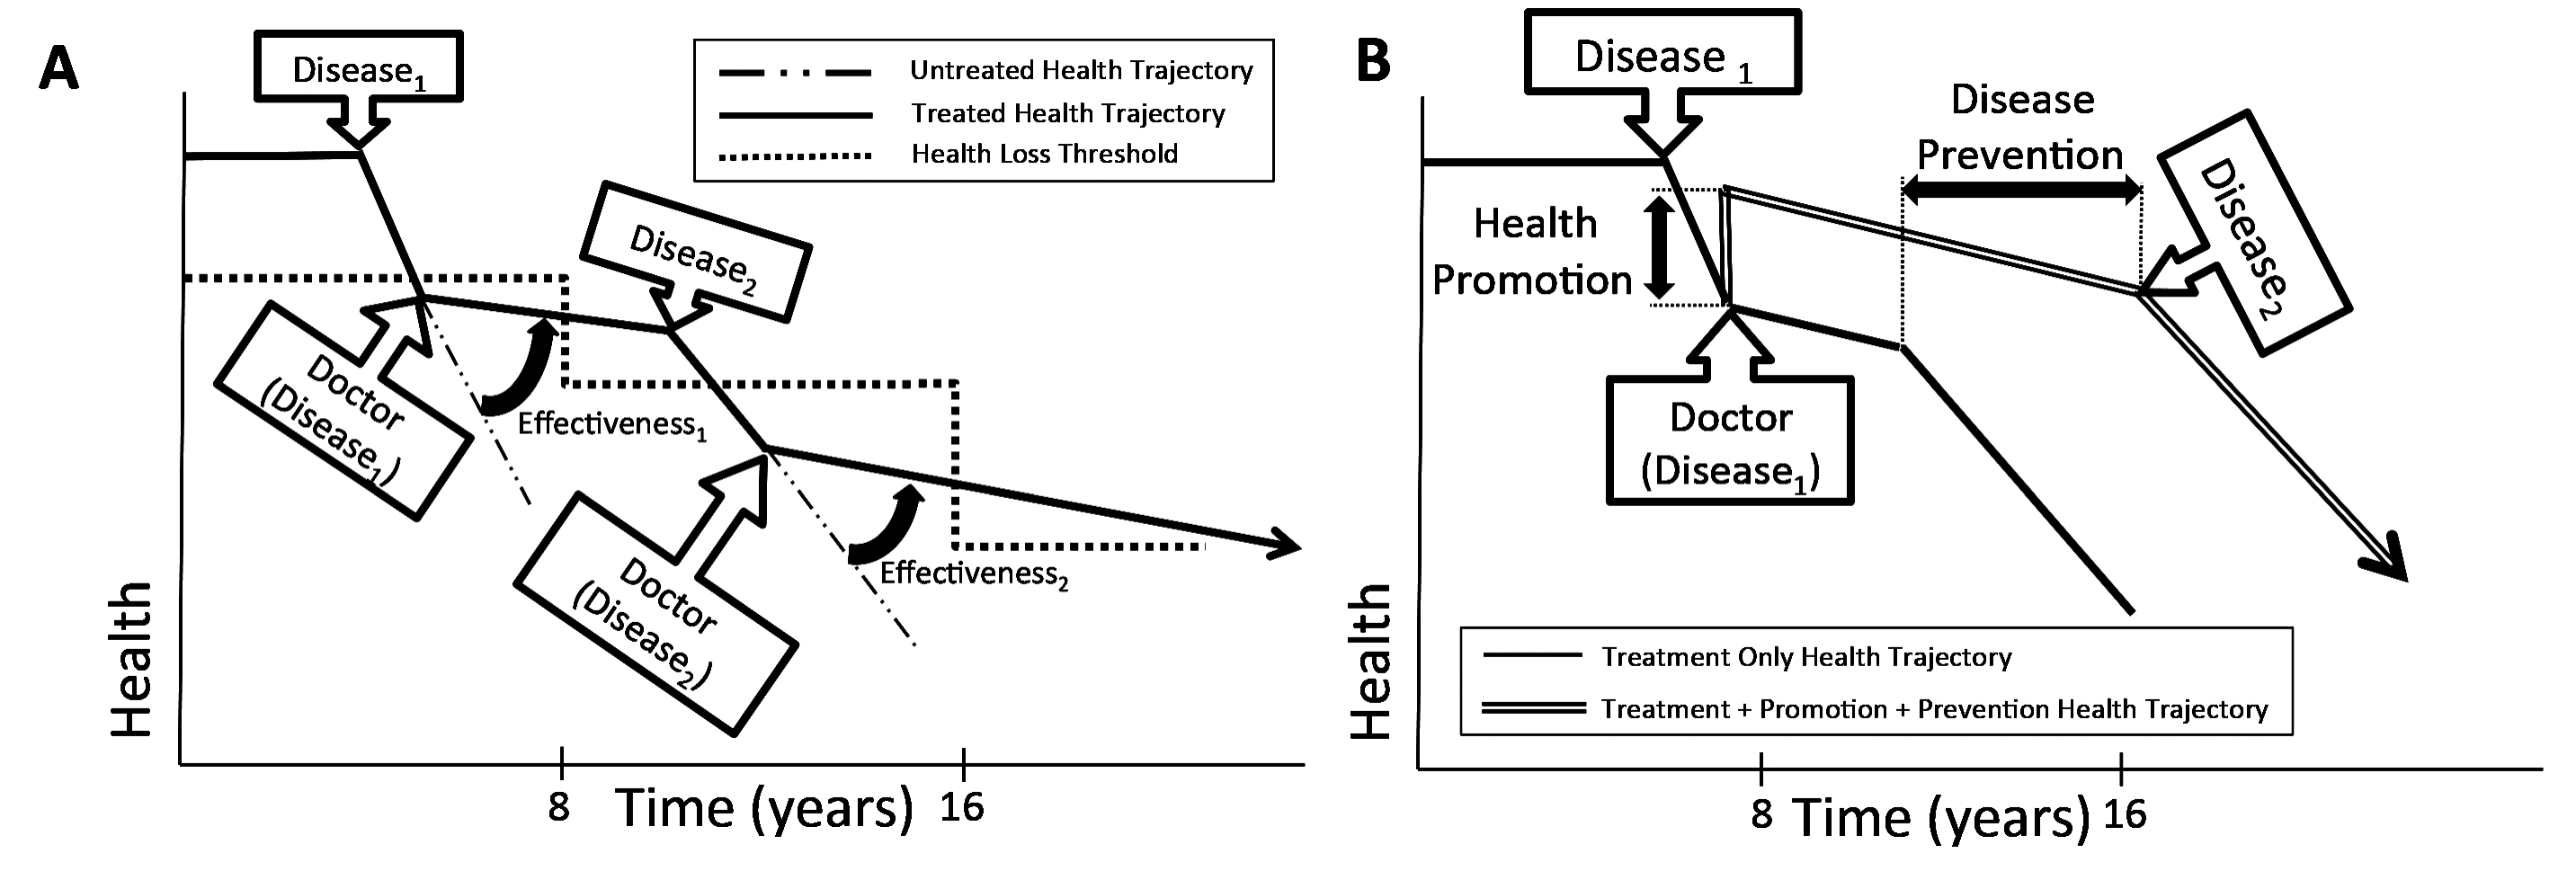 A
Disease1
Untreated Health Trajectory
Treated Health Trajectory
Health Loss Threshold
Disease2
Doctor
(Disease1)
Effectiveness1
Doctor
(Disease2)
Effectiveness2
Health
8
Time (years)
16
B
Disease 1
Disease
Prevention
Disease2
Health
Promotion
Doctor
(Disease1)
Treatment Only Health Trajectory
Treatment + Promotion + Prevention Health Trajectory
Health
8
Time (years)
16